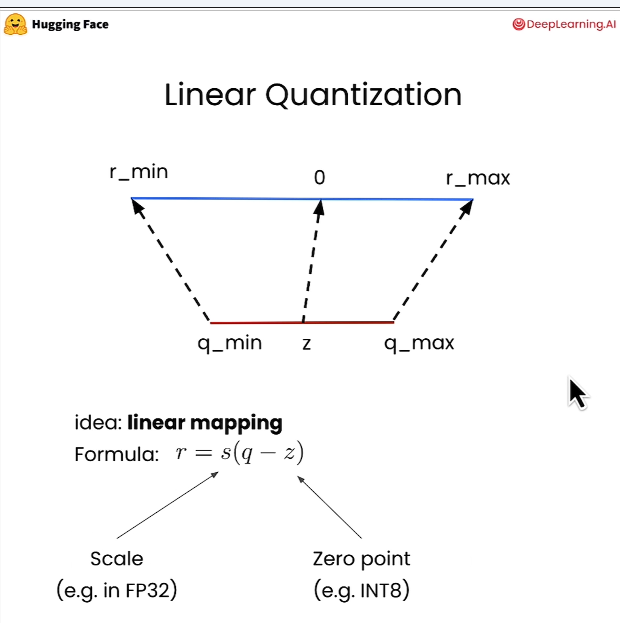 Hugging Face
DeepLearning.AI
Linear Quantization
r_min 0 r_max
q_min z q_max
idea: linear mapping
Formula: r = s(q − z)
Scale Zero point
(e.g. in FP32) (e.g. INT8)